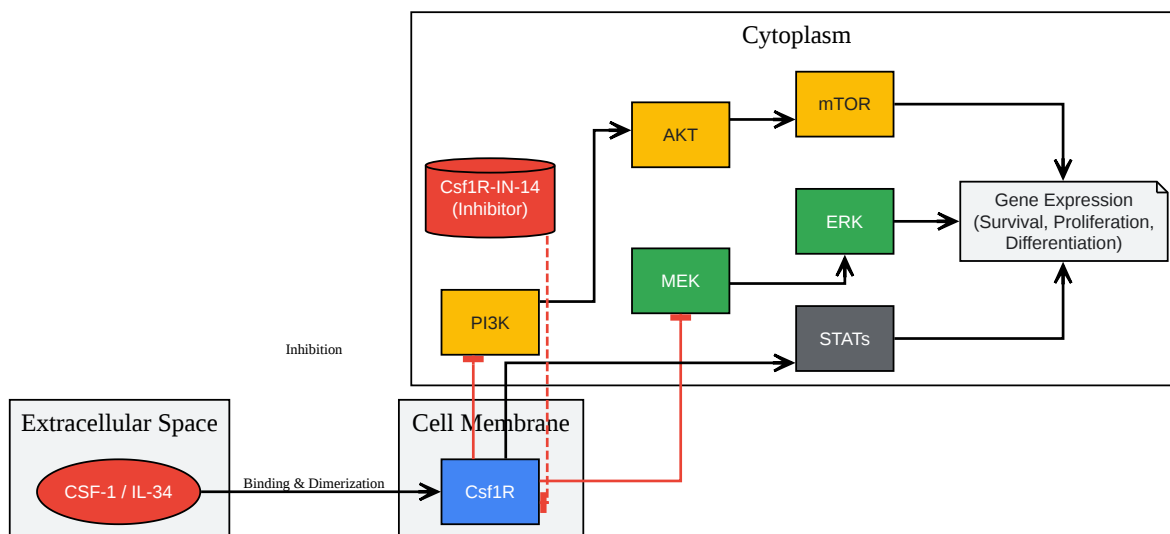 Cytoplasm
mTOR
AKT
Csf1R-IN-14
(Inhibitor)
Gene Expression
(Survival, Proliferation,
Differentiation)
ERK
MEK
PI3K
STATs
Inhibition
Extracellular Space
Cell Membrane
CSF-1 / IL-34
Binding & Dimerization
Csf1R